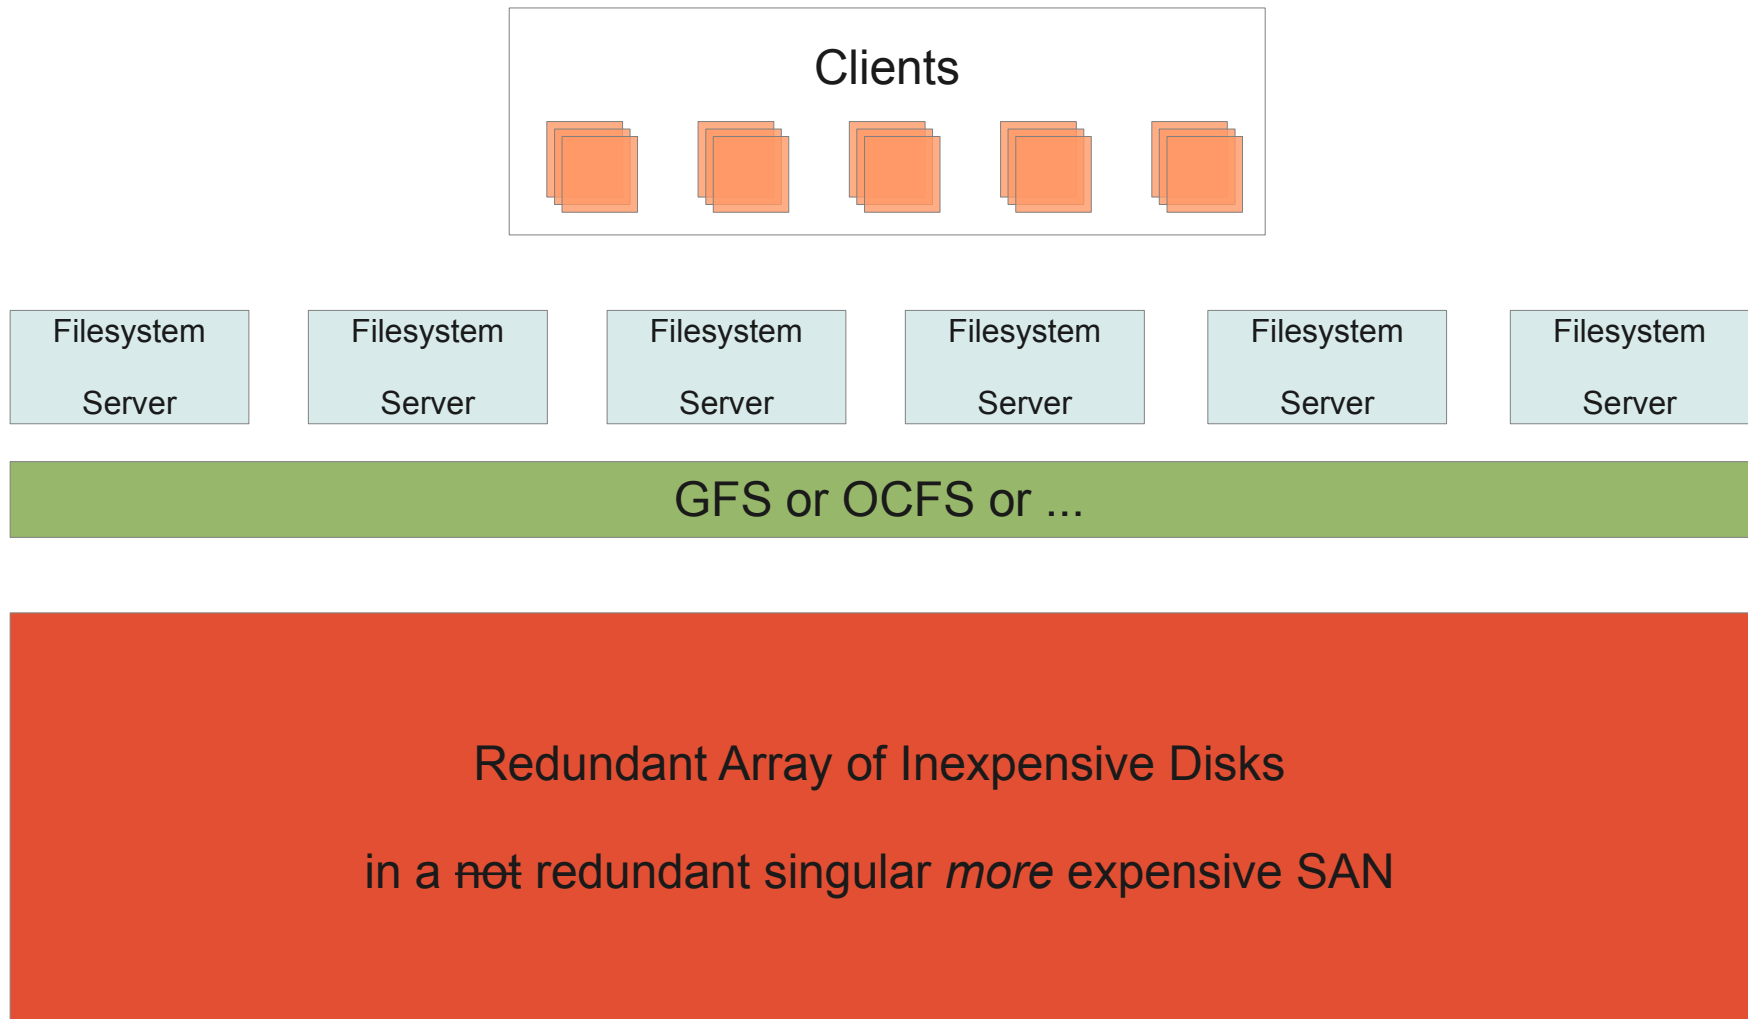 Clients
Filesystem Filesystem Filesystem Filesystem Filesystem Filesystem
Server Server Server Server Server Server
GFS or OCFS or ...
Redundant Array of Inexpensive Disks
in a not redundant singular more expensive SAN